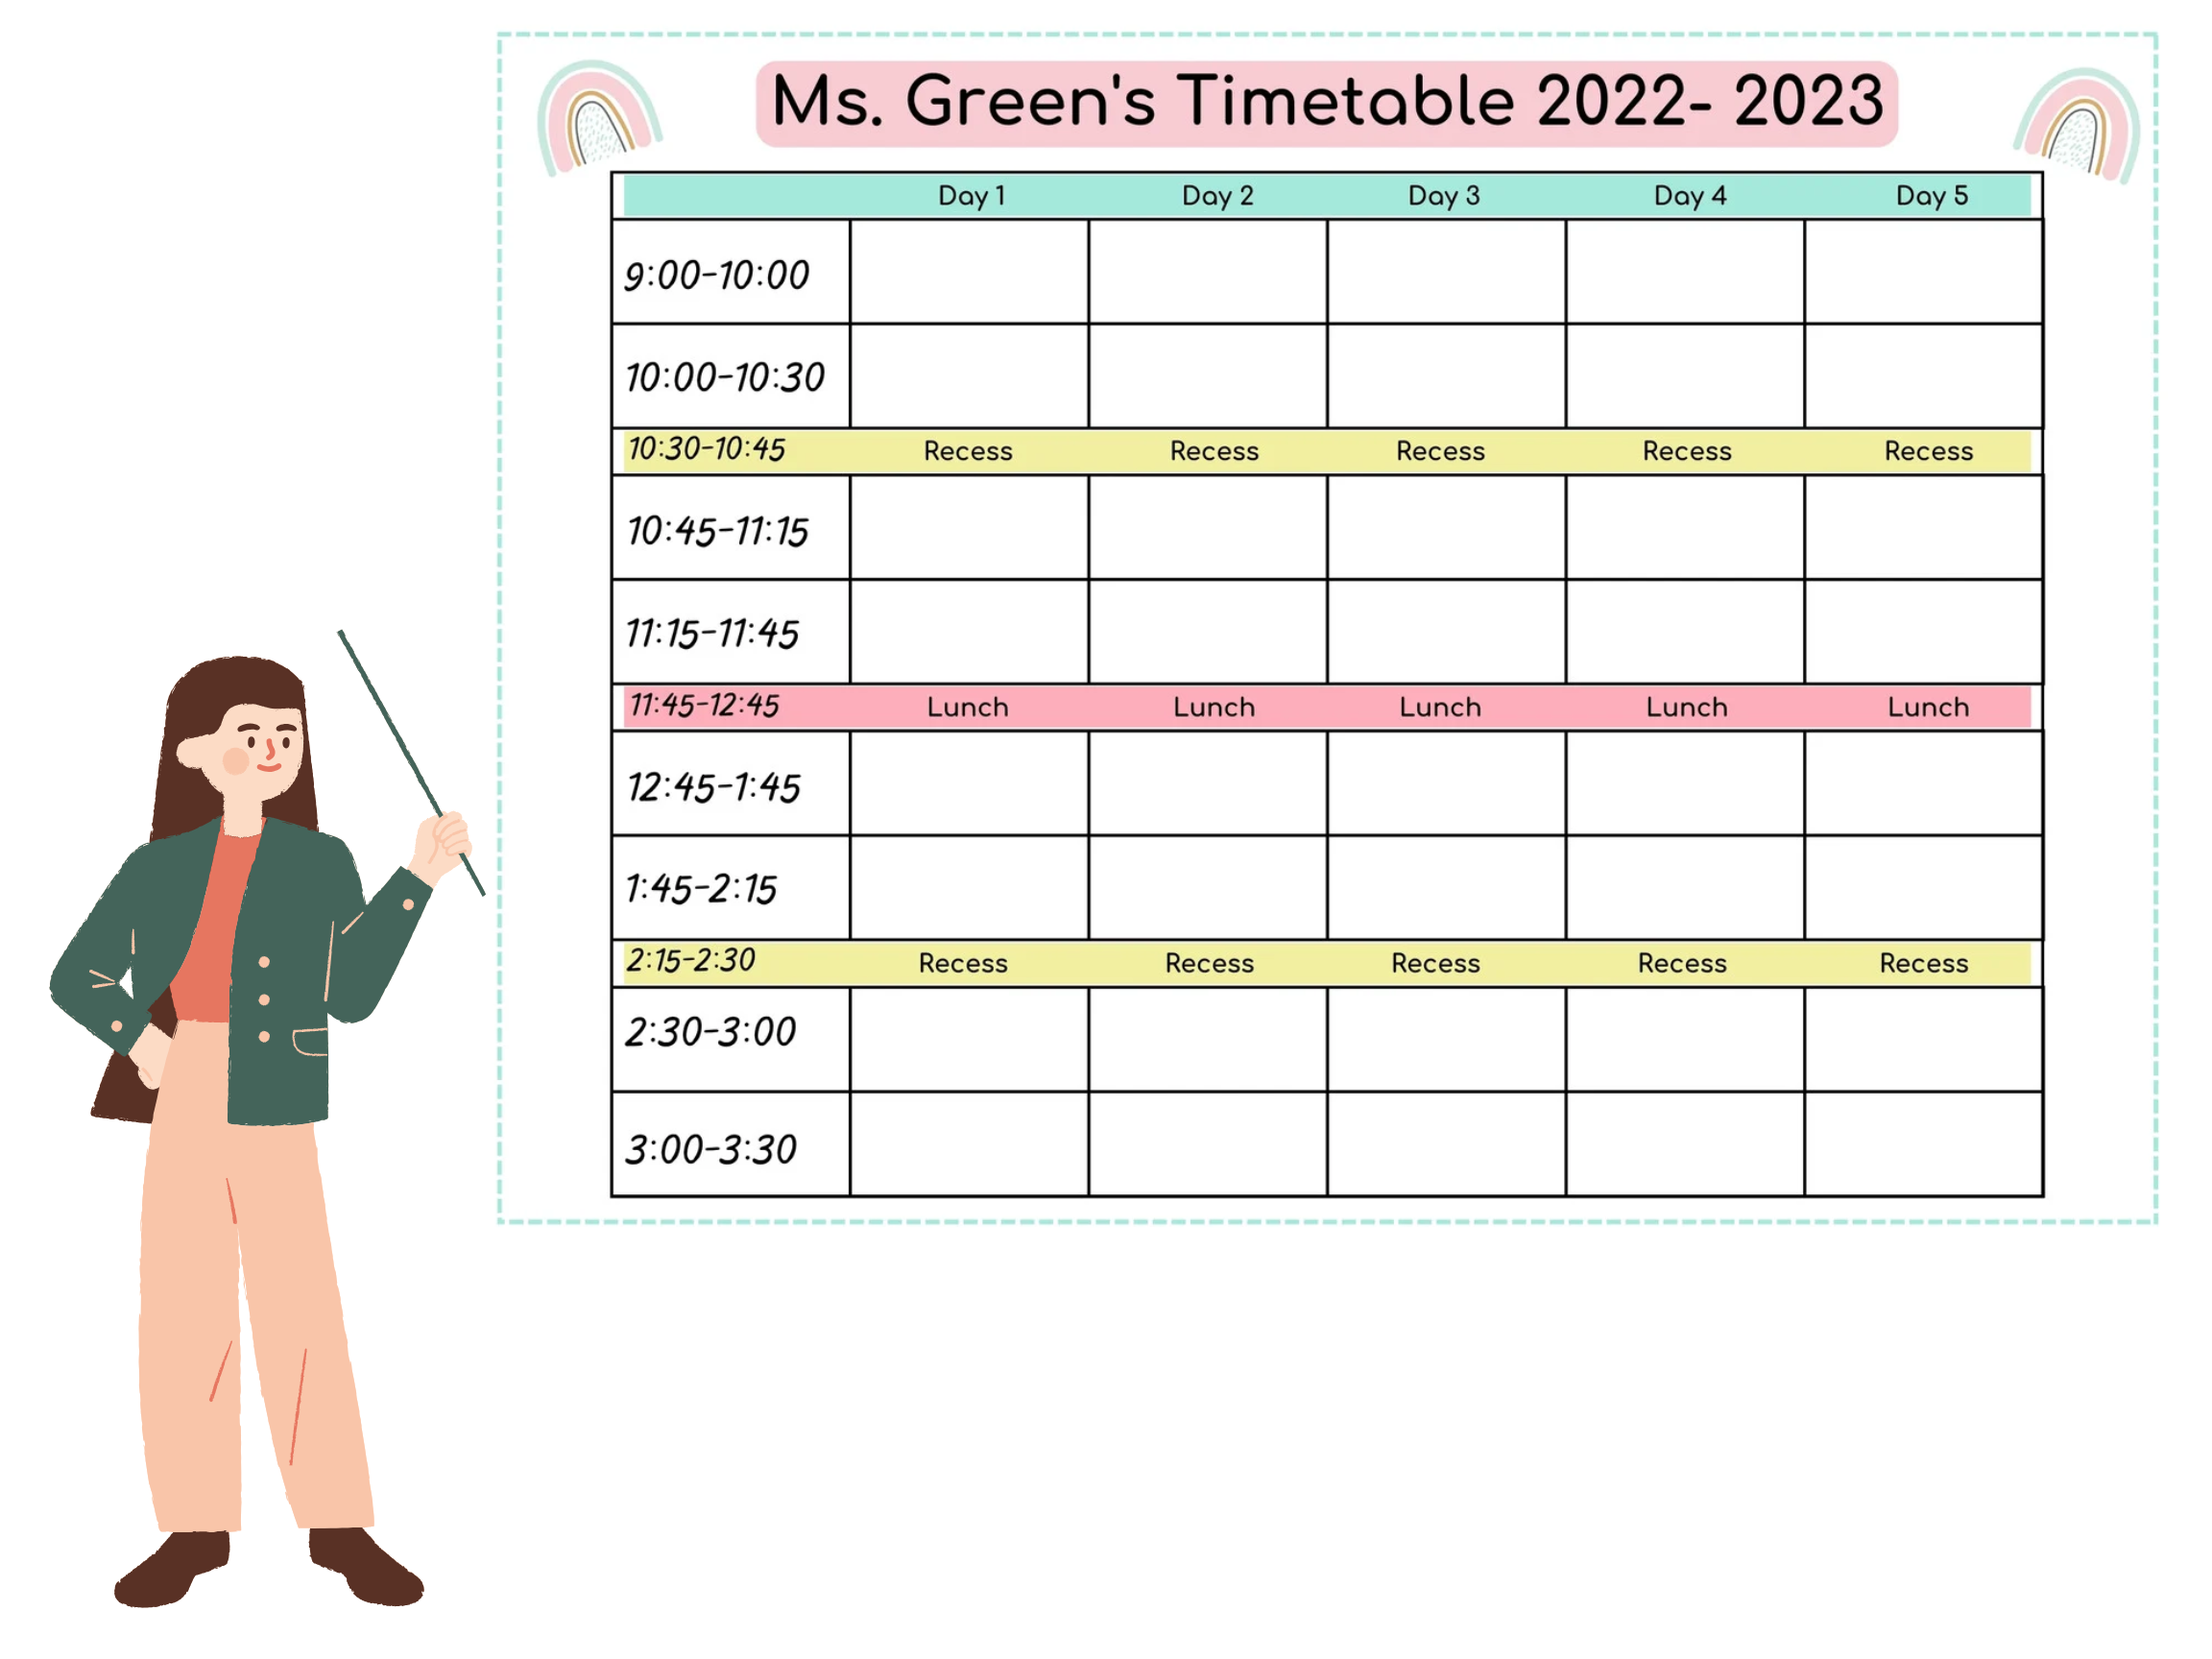 Ms. Green's Timetable 2022- 2023
Day 1 Day 2 Day 3 Day 4 Day 5
9:00-10:00
10:00-10:30
10:30-10:45 Recess Recess Recess Recess Recess
10:45-11:15
11:15-11:45
11:45-12:45 Lunch Lunch Lunch Lunch Lunch
12:45-1:45
1:45-2:15
2:15-2:30 Recess Recess Recess Recess Recess
2:30-3:00
3:00-3:30